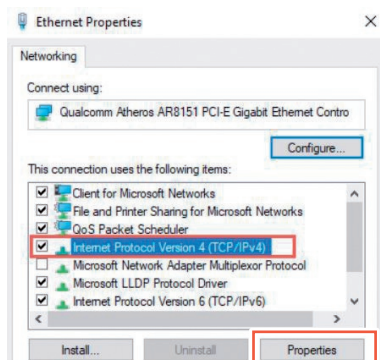 Ethernet Properties
Networking
Connect using:
Qualcomm Atheros AR8151 PCI-E Gigabit Ethernet Contro
Configure...
This connection uses the following items:
Client for Microsoft Networks
File and Printer Sharing for Microsoft Networks
QoS Packet Scheduler
Internet Protocol Version 4 (TCP/IPv4)
Microsoft Network Adapter Multiplexor Protocol
Microsoft LLDP Protocol Driver
Internet Protocol Version 6 (TCP/IPv6)
Install... Uninstall Properties